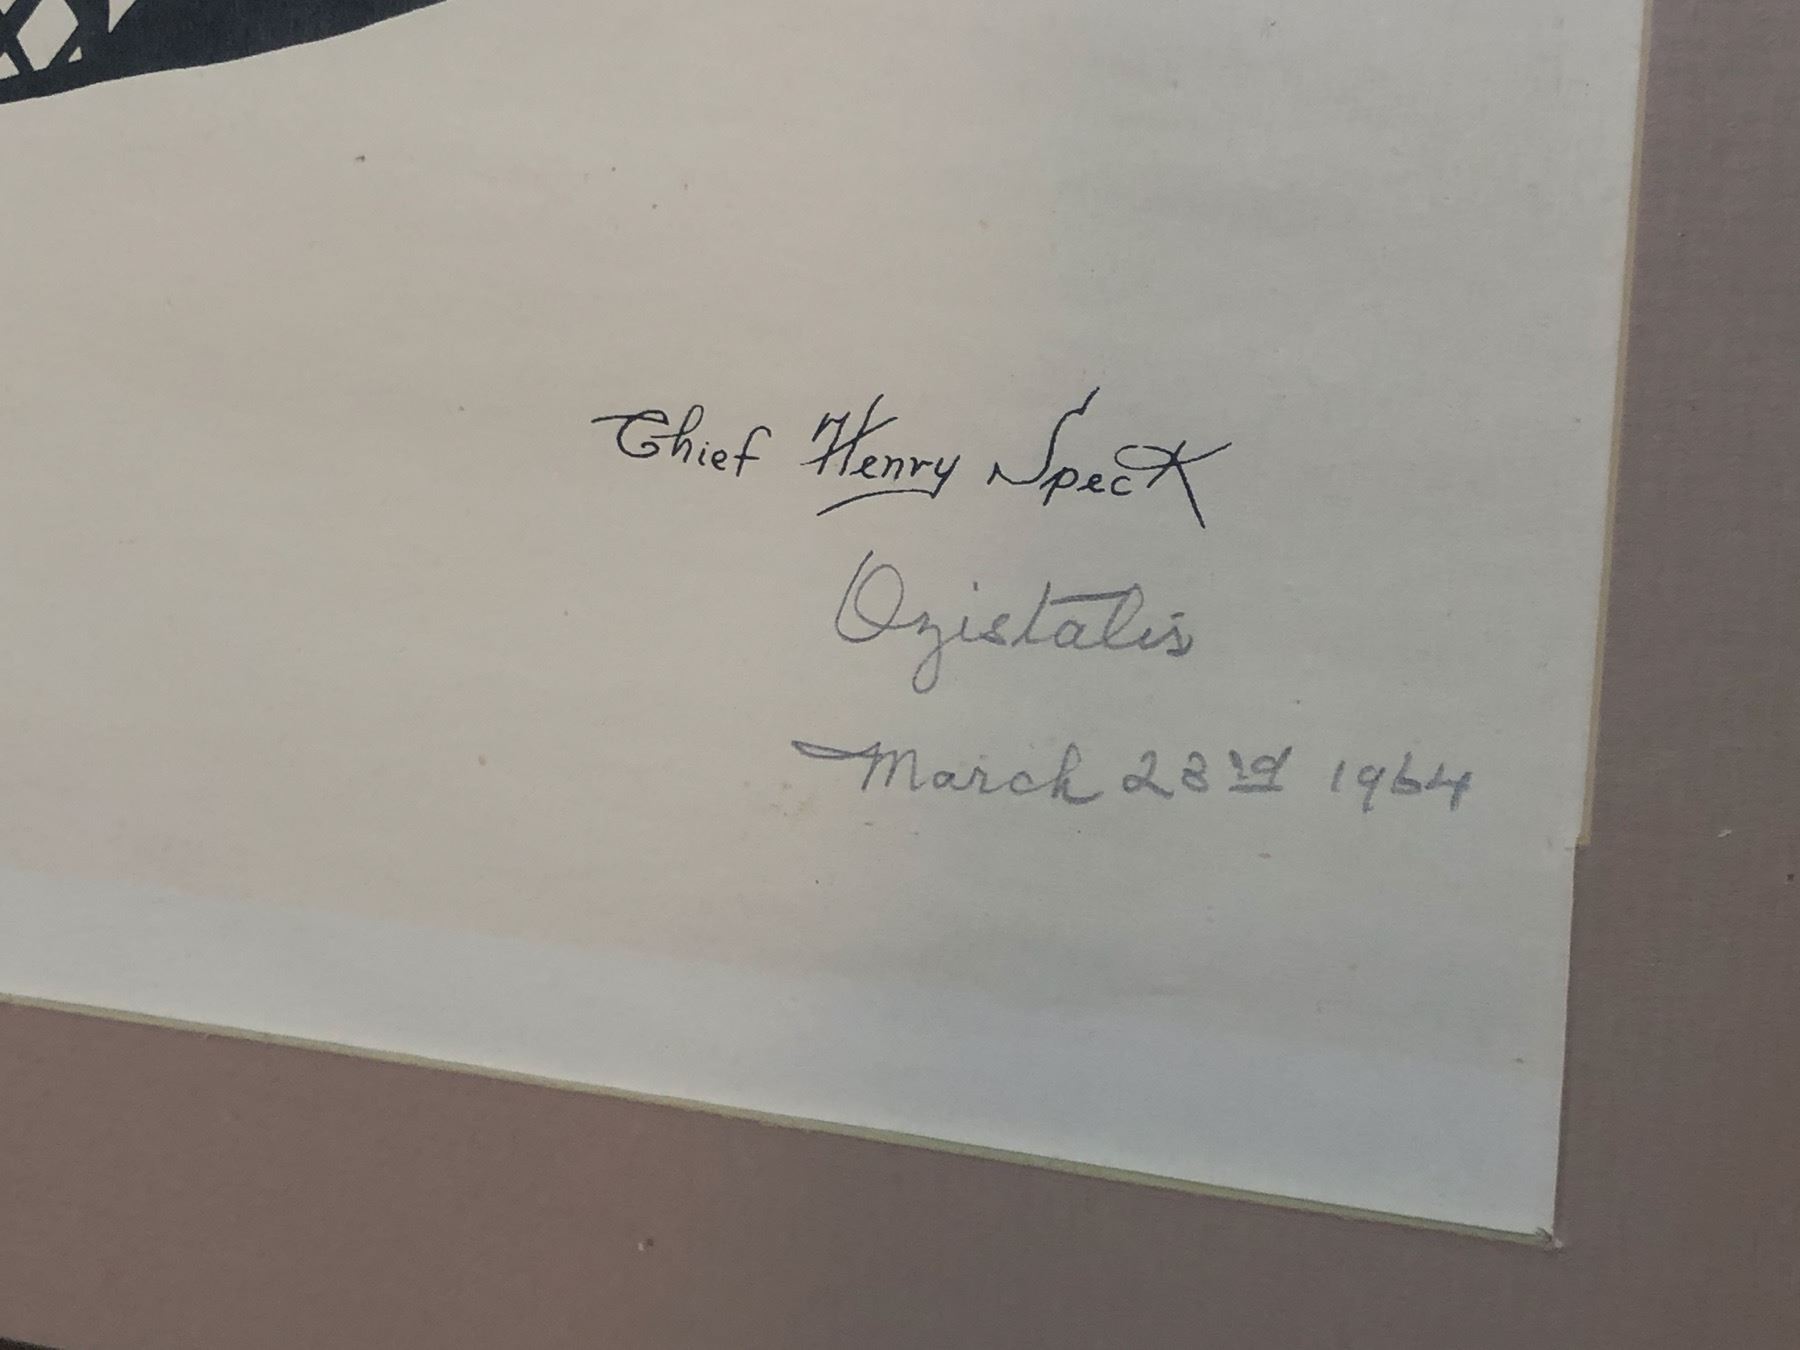 Chief Henry Speck
Ozistalis
March 23rd 1964